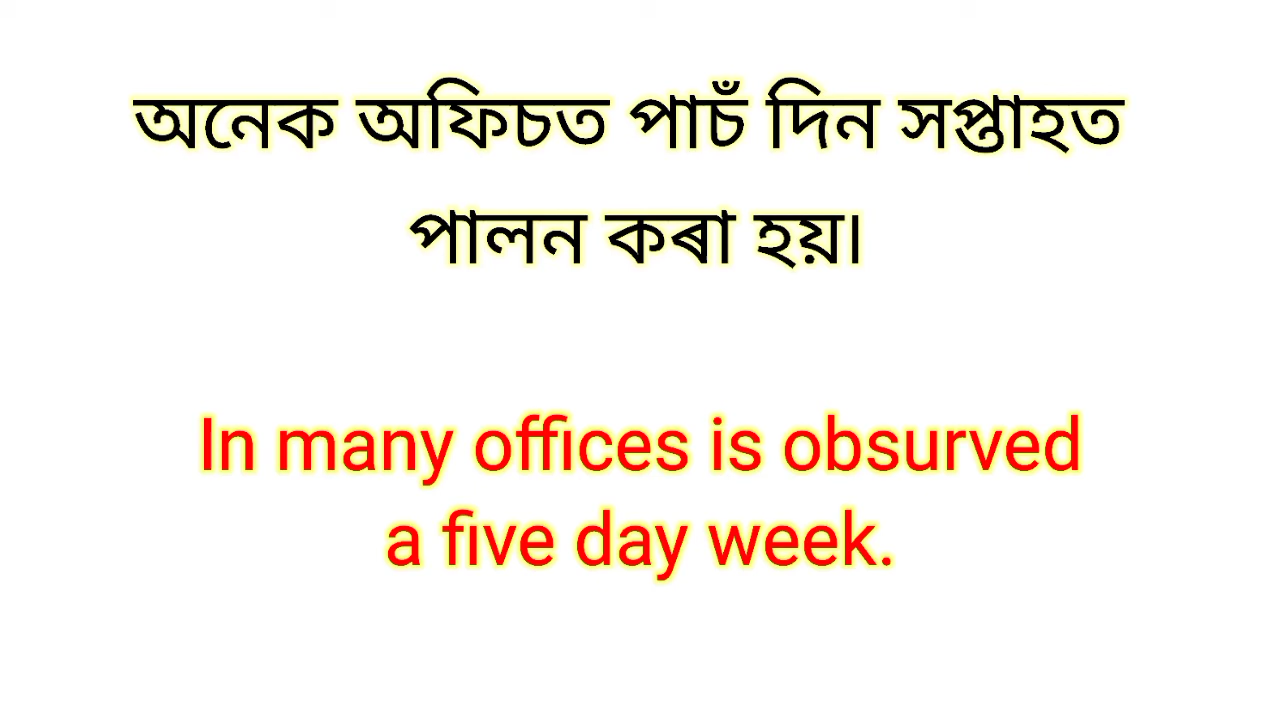 অনেক অফিচত পাচঁ দিন সপ্তাহত
পালন কৰা হয়।
In many offices is obsurved
a five day week.